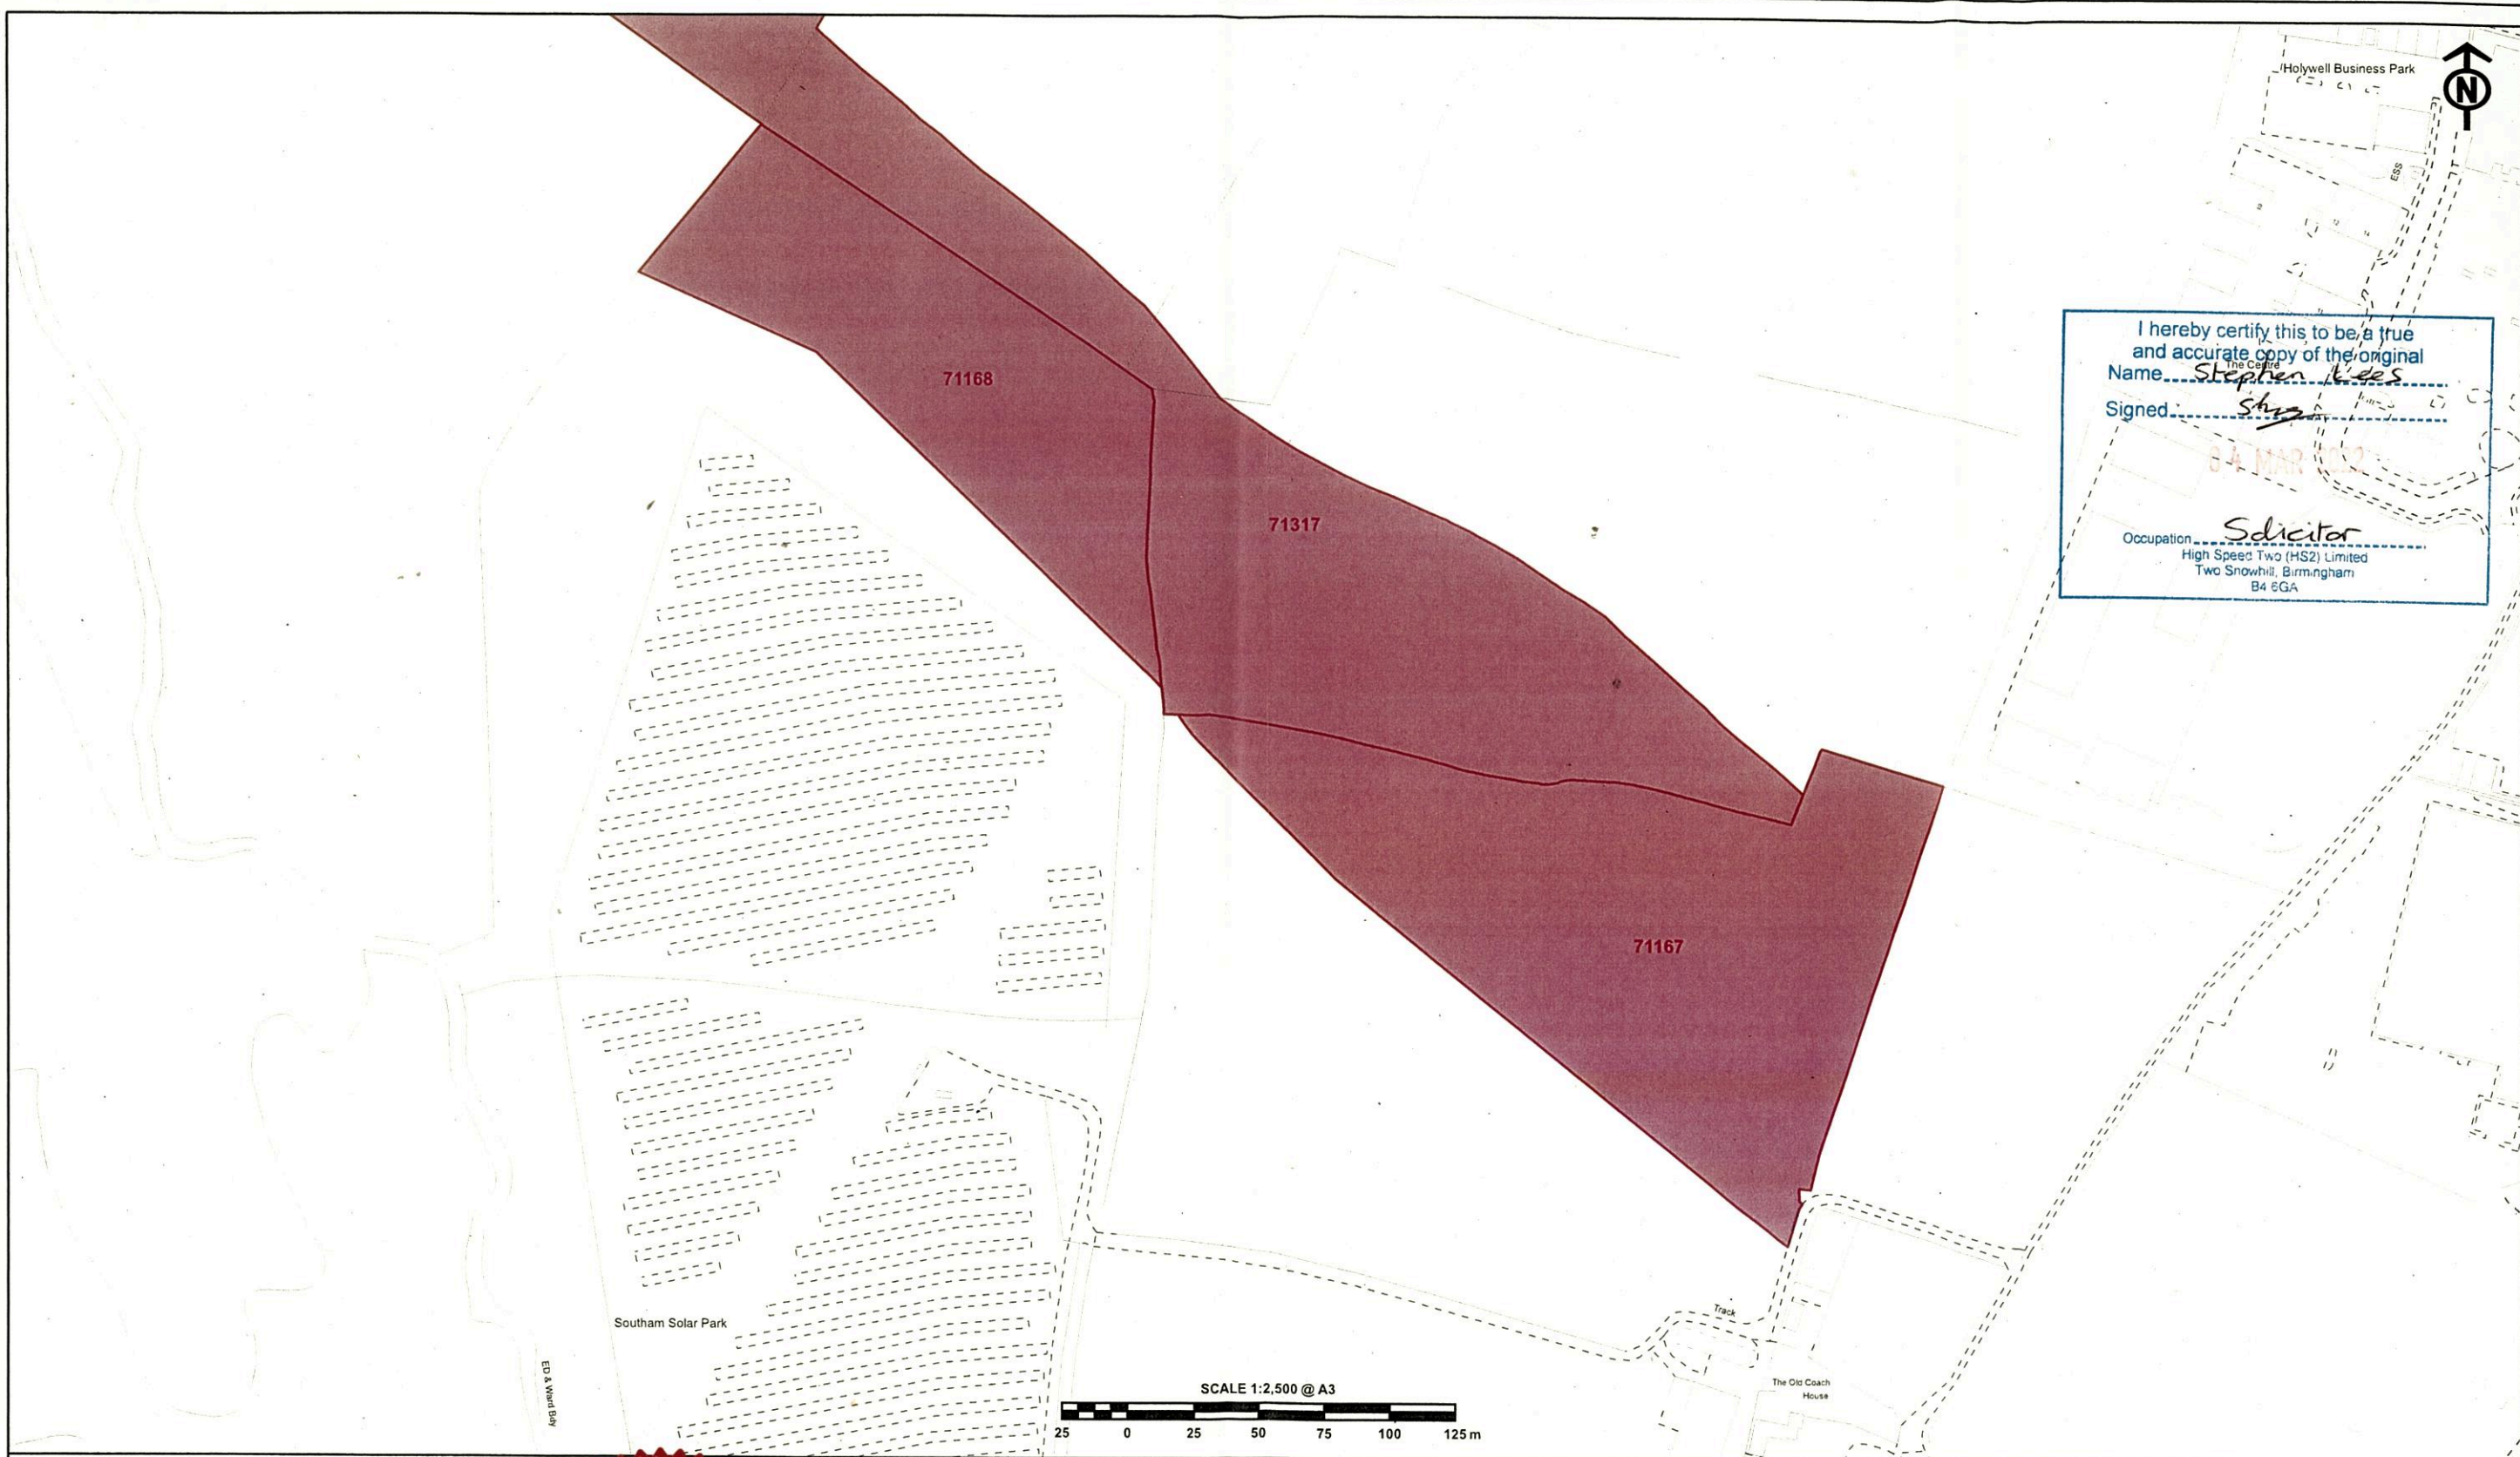 Holywell Business Park
N
ESS
I hereby certify this to be a true
and accurate copy of the original
The Centre
Name Stephen
Signed
04 MAR 2022
Occupation Solicitor
High Speed Two (HS2) Limited
Two Snowhill, Birmingham
B4 6GA
71168
71317
71167
Southam Solar Park
ED & Ward Bdy
Track
The Old Coach
House
SCALE 1:2,500 @ A3
25 0 25 50 75 100 125 m